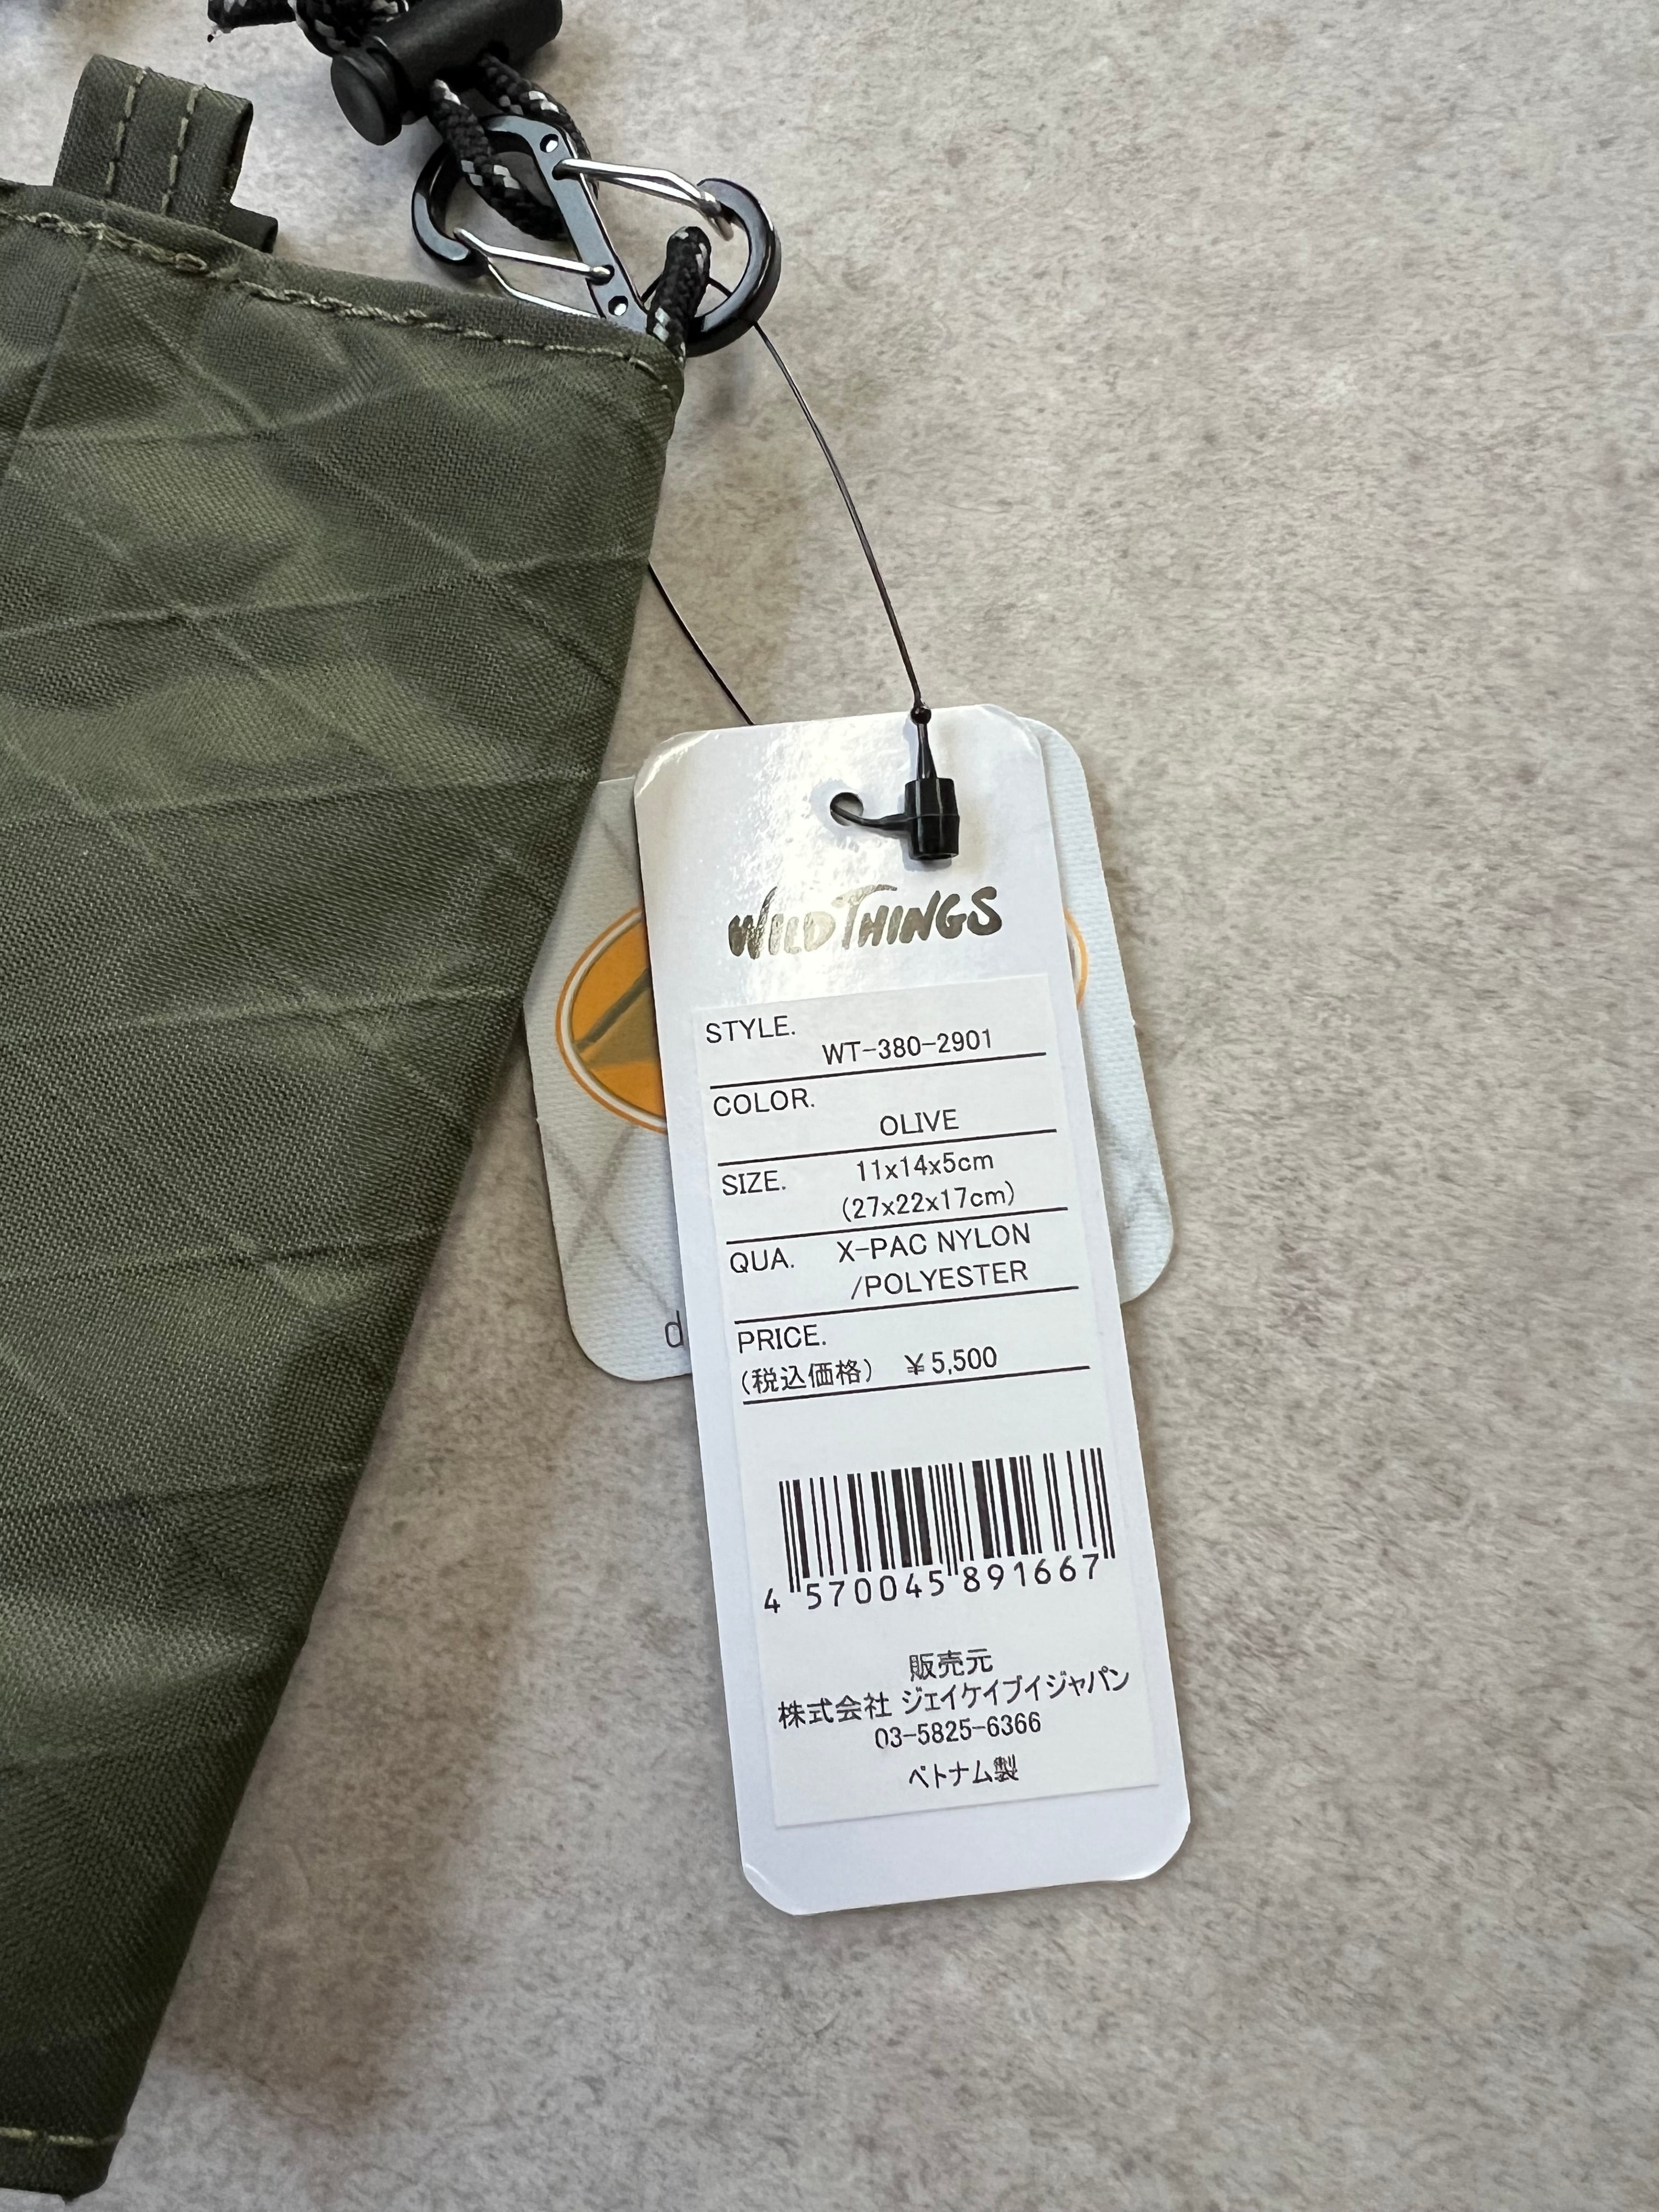 WILDTHINGS
STYLE.
WT-380-2901
COLOR.
OLIVE
SIZE. 11x14x5cm
(27x22x17cm)
QUA. X-PAC NYLON
/POLYESTER
PRICE.
(税込価格) ￥5,500
4 570045 891667
販売元
株式会社 ジェイケイブイジャパン
03-5825-6366
ベトナム製